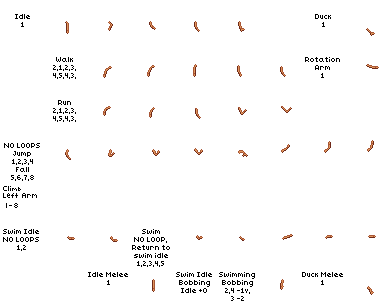 Idle
1
Duck
1
Walk
2,1,2,3,
4,5,4,3,
Rotation
Arm
1
Run
2,1,2,3,
4,5,4,3,
NO LOOPS
Jump
1,2,3,4
Fall
5,6,7,8
Climb
Left Arm
1-8
Swim Idle
NO LOOPS
1,2
Swim
NO LOOP,
Return to
swim idle
1,2,3,4,5
Idle Melee
1
Swim Idle
Bobbing
Idle +0
Swimming
Bobbing
2,4 -1v,
3 -2
Duck Melee
1